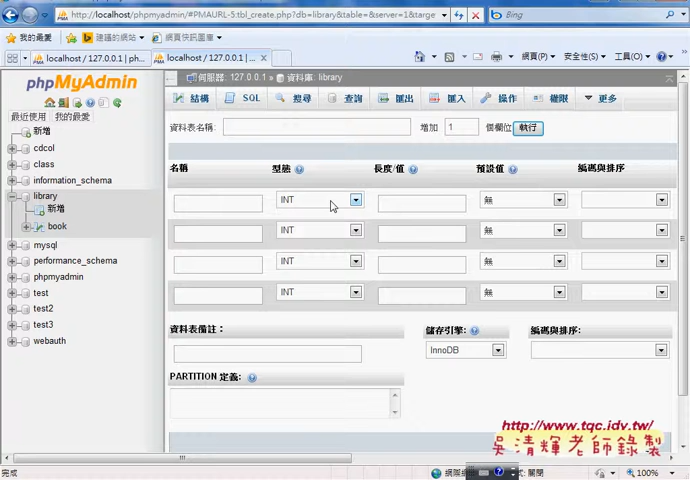 http://localhost/phpmyadmin/#PMAURL-5:tbl_create.php?db=library&table=&server=1&targe
Bing
我的最愛
建議的網站
網頁快訊圖庫
localhost / 127.0.0.1 | ph...
localhost / 127.0.0.1 ...
網頁(P)
安全性(S)
工具(O)
phpMyAdmin
伺服器: 127.0.0.1 » 資料庫: library
結構
SQL
搜尋
查詢
匯出
匯入
操作
權限
更多
最近使用
我的最愛
資料表名稱:
增加
1
個欄位
執行
新增
cdcol
class
information_schema
library
新增
book
mysql
performance_schema
phpmyadmin
test
test2
test3
webauth
名稱
型態
長度/值
預設值
編碼與排序
INT
無
INT
無
INT
無
INT
無
資料表備註：
儲存引擎:
編碼與排序:
InnoDB
PARTITION 定義:
http://www.tqc.idv.tw/
吳清輝老師錄製
完成
式: 關閉
100%